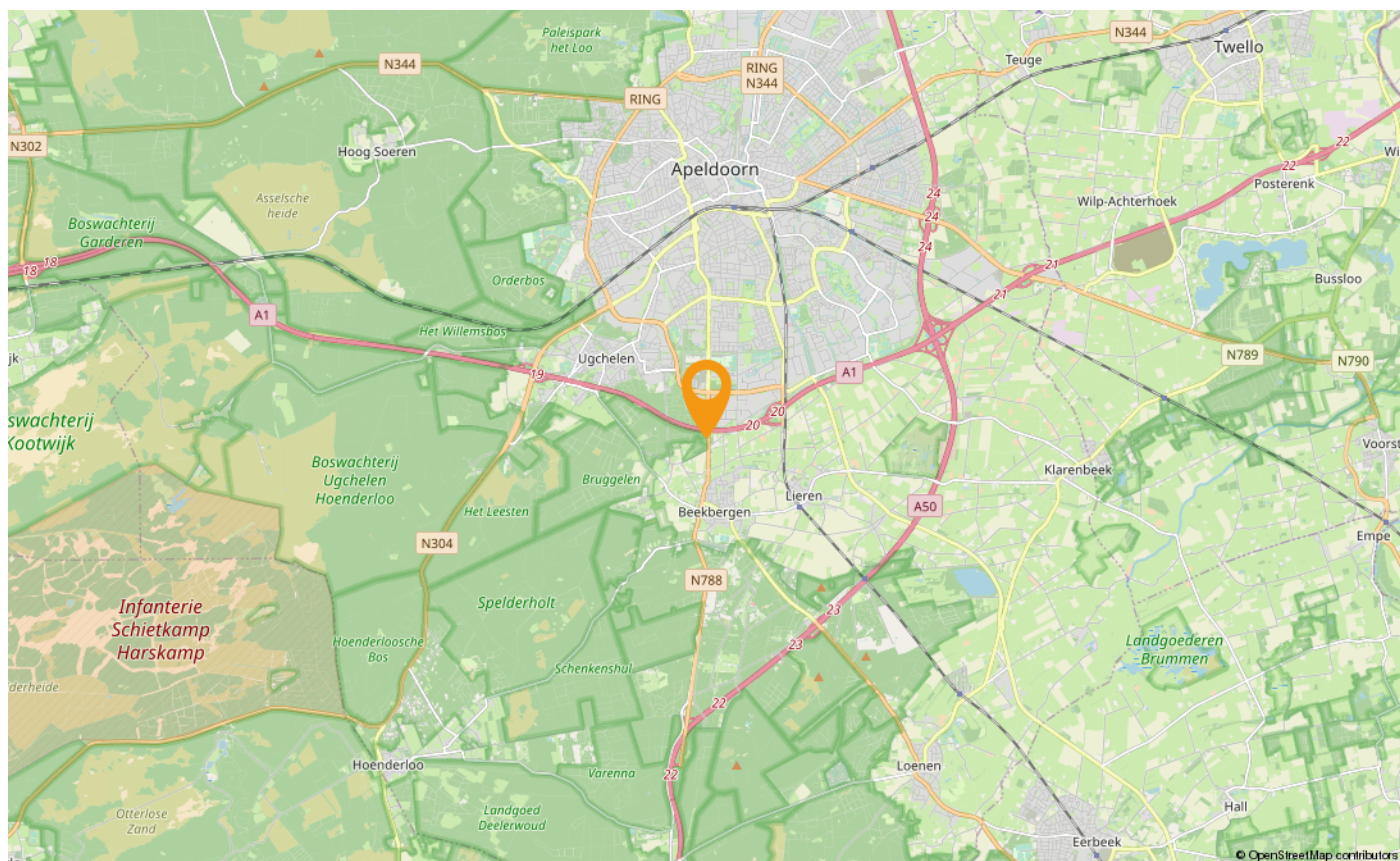 Paleispark
het Loo
N344
Twello
Teuge
N344
RING
N344
RING
N302
Hoog Soeren
Apeldoorn
22
22
Wi
Posterenk
Asselsche
heide
24
24
24
Wilp-Achterhoek
Boswachterij
Garderen
18
18
21
21
Bussloo
Orderbos
A1
Het Willemsbos
Ugchelen
N789
N790
jk
19
A1
swachterij
Kootwijk
20
20
Voorst
Boswachterij
Ugchelen
Hoenderloo
Bruggelen
Klarenbeek
Het Leesten
Beekbergen
Lieren
A50
Empe
N304
N788
Infanterie
Schietkamp
Harskamp
Spelderholt
23
23
Hoenderloosche
Bos
Landgoederen
Brummen
Schenkenshul
derheide
22
Hoenderloo
22
Varenna
Loenen
Otterlose
Zand
Landgoed
Deelerwoud
Hall
Eerbeek
© OpenStreetMap contributors